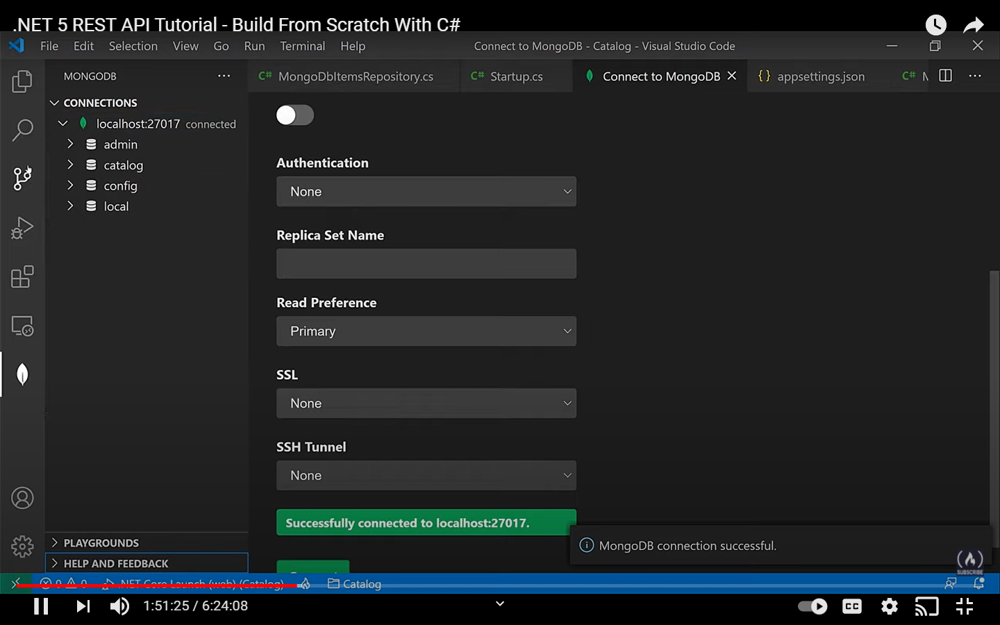 .NET 5 REST API Tutorial - Build From Scratch With C#
File Edit Selection View Go Run Terminal Help
Connect to MongoDB - Catalog - Visual Studio Code
MONGODB
MongoDbItemsRepository.cs
Startup.cs
Connect to MongoDB
appsettings.json
CONNECTIONS
localhost:27017 connected
admin
catalog
config
local
Authentication
None
Replica Set Name
Read Preference
Primary
SSL
None
SSH Tunnel
None
Successfully connected to localhost:27017.
MongoDB connection successful.
PLAYGROUNDS
HELP AND FEEDBACK
SUBSCRIBE
0 0 .NET Core Launch (web) (Catalog) Catalog
1:51:25 / 6:24:08
CC